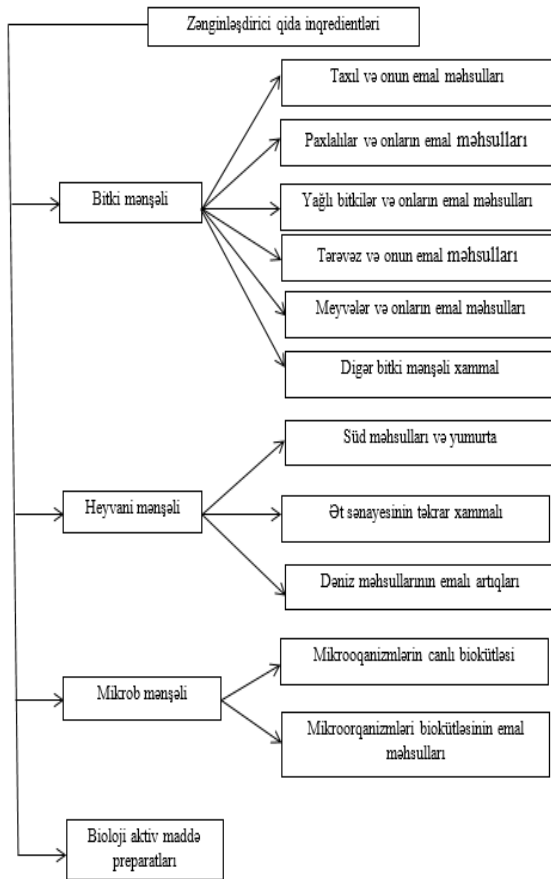 Zənginləşdirici qida inqredientləri
Bitki mənşəli
Taxıl və onun emal məhsulları
Paxlalılar və onların emal məhsulları
Yağlı bitkilər və onların emal məhsulları
Tərəvəz və onun emal məhsulları
Meyvələr və onların emal məhsulları
Digər bitki mənşəli xammal
Heyvani mənşəli
Süd məhsulları və yumurta
Ət sənayesinin təkrar xammalı
Dəniz məhsullarının emalı artıqları
Mikrob mənşəli
Mikrooqanizmlərin canlı biokütləsi
Mikroorqanizmləri biokütləsinin emal
məhsulları
Bioloji aktiv maddə
preparatları